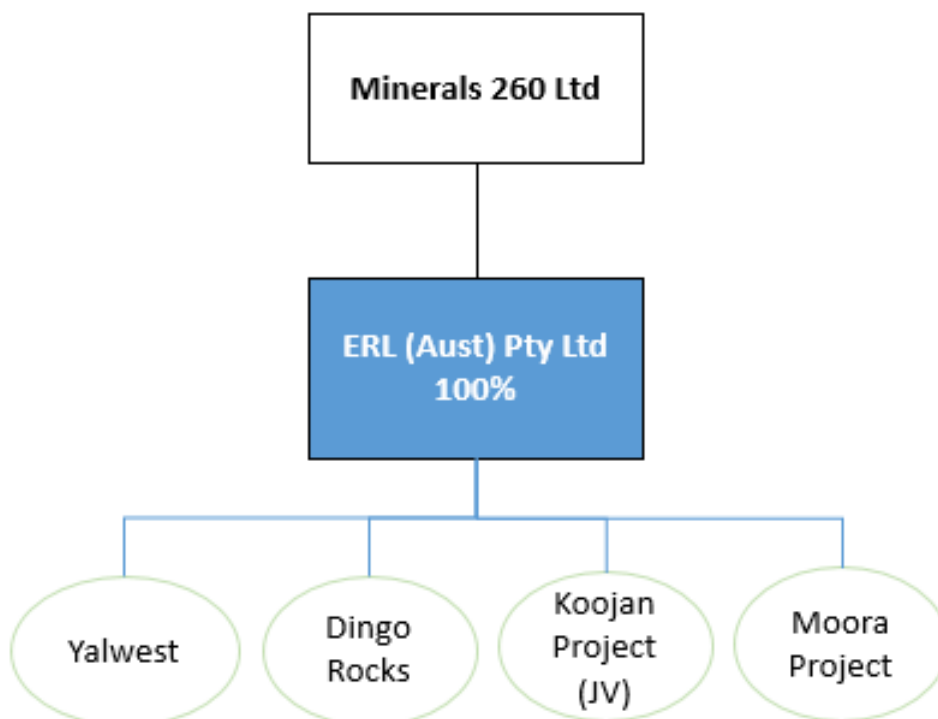 Minerals 260 Ltd
ERL (Aust) Pty Ltd
100%
Yalwest
Dingo
Rocks
Koojan
Project
(JV)
Moora
Project